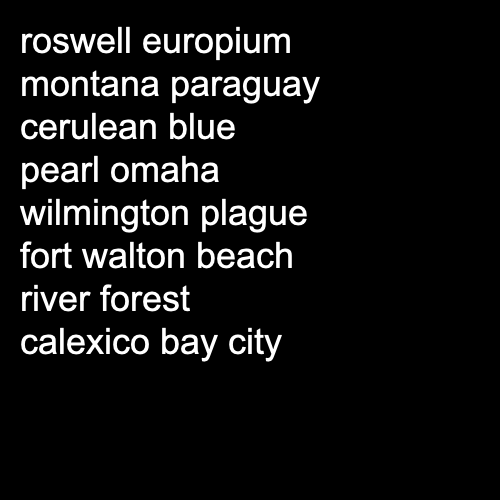 roswell europium
montana paraguay
cerulean blue
pearl omaha
wilmington plague
fort walton beach
river forest
calexico bay city